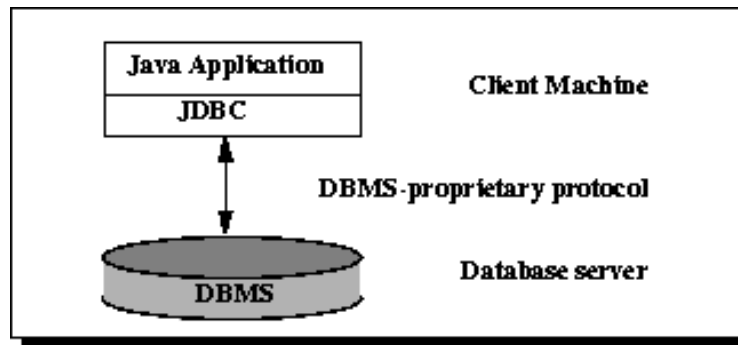 Java Application
Client Machine
JDBC
DBMS-proprietary protocol
Database server
DBMS